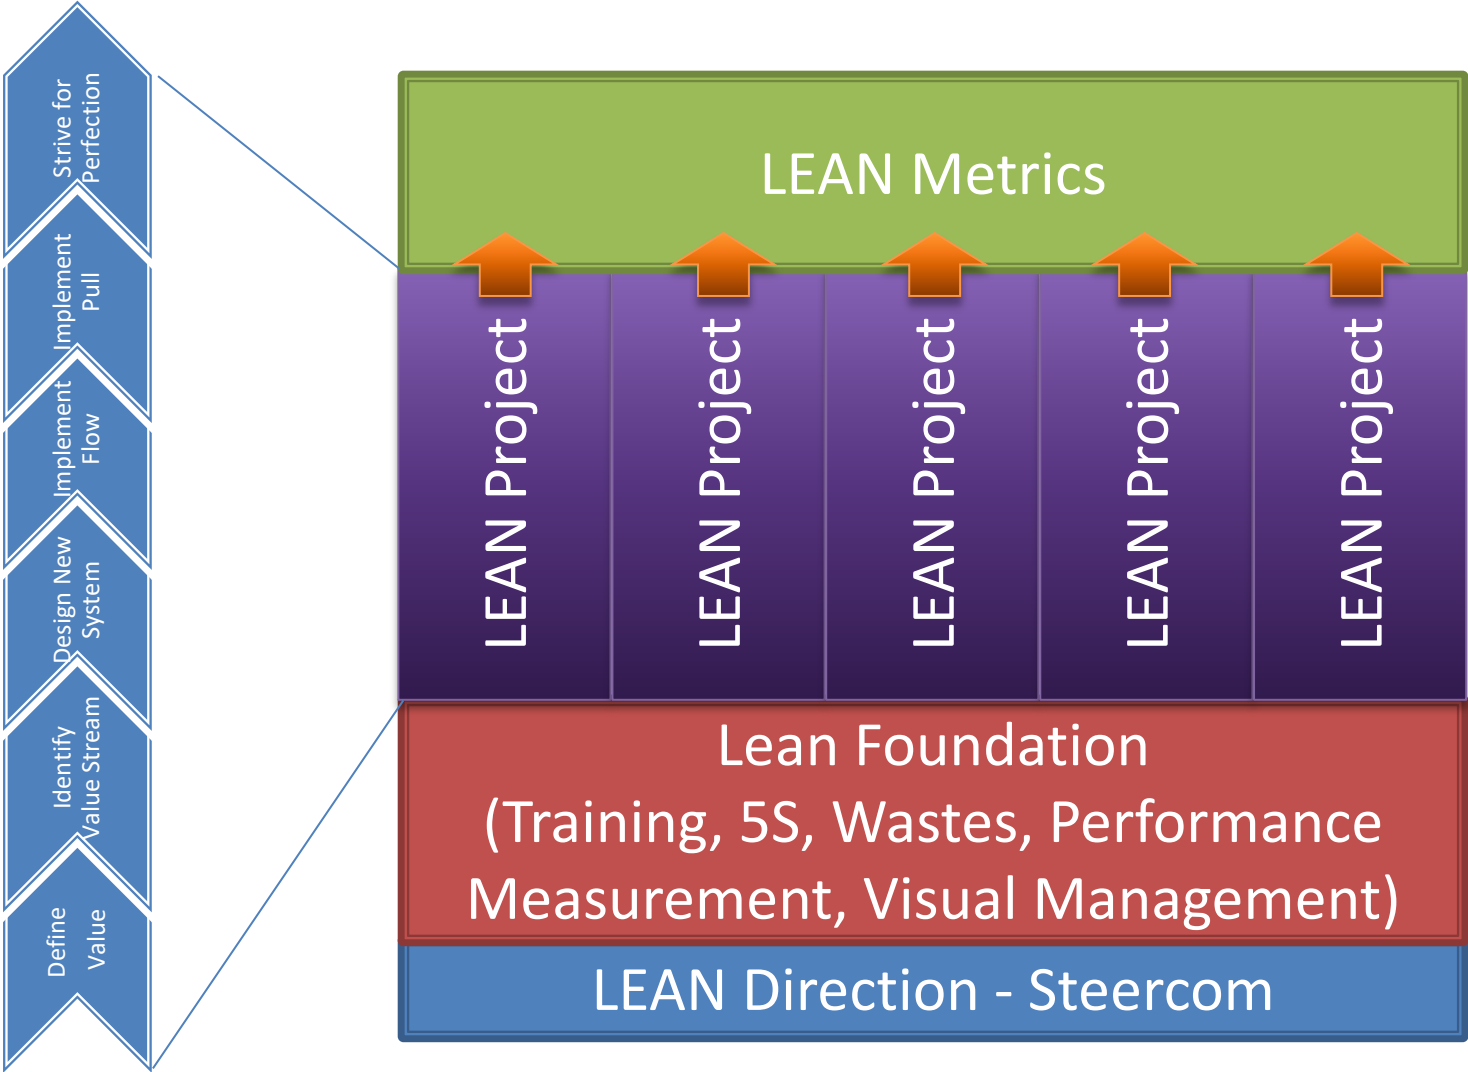 Strive for
Perfection
Implement
Pull
Implement
Flow
Design New
System
Identify
Value Stream
Define
Value
LEAN Metrics
LEAN Project
LEAN Project
LEAN Project
LEAN Project
LEAN Project
Lean Foundation
(Training, 5S, Wastes, Performance
Measurement, Visual Management)
LEAN Direction - Steercom